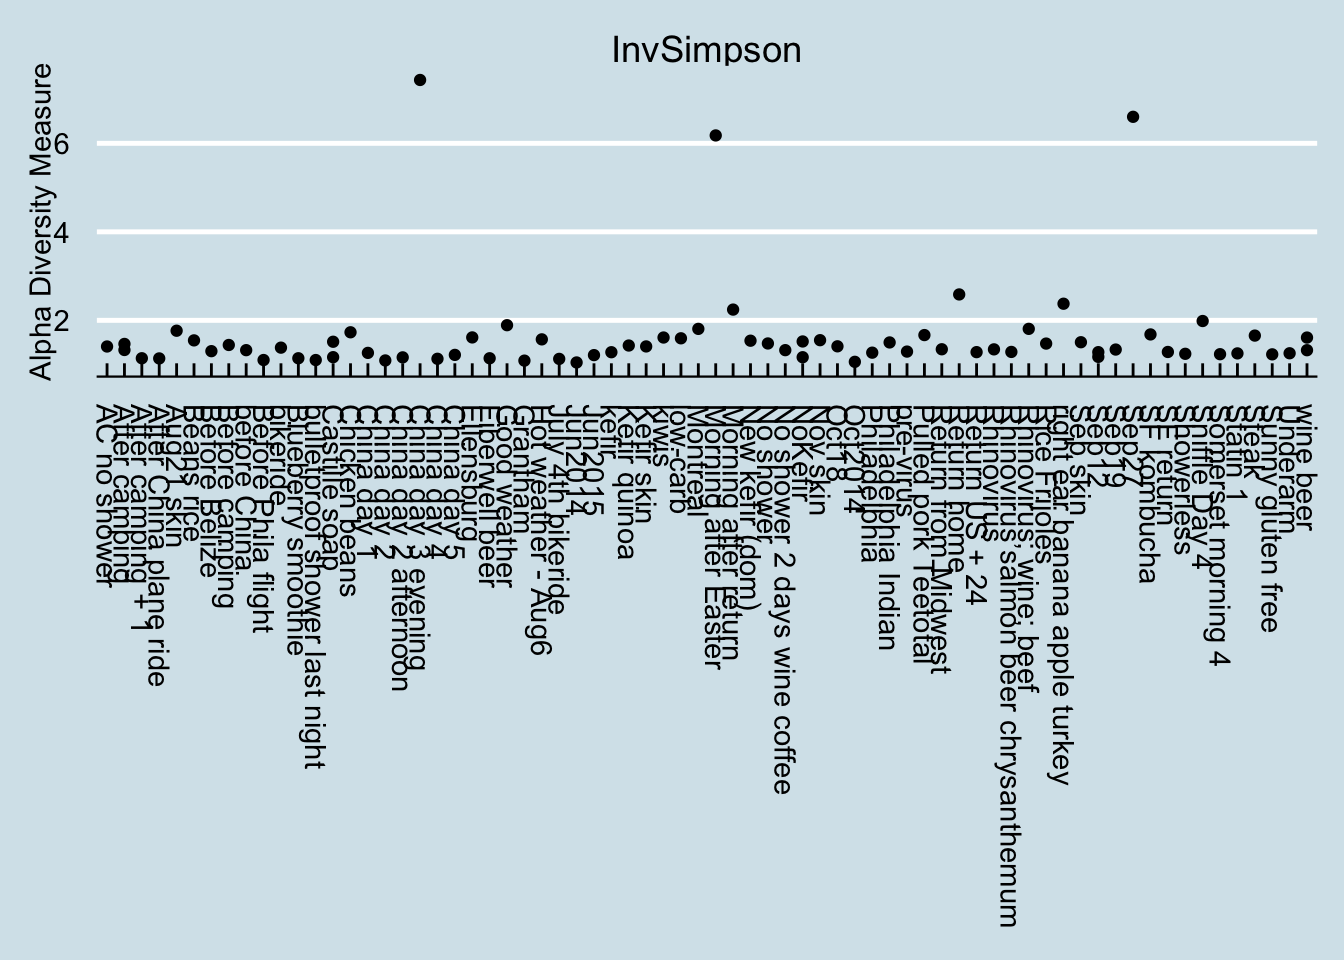 InvSimpson
Alpha Diversity Measure
6
4
2
AC no shower
After camping
After camping + 1
After China plane ride
Aug21 skin
Beans rice
Before Belize
Before camping
before China
Before Phila flight
bikeride
Blueberry smoothie
bulletproof shower last night
Castile soap
Chicken beans
China day 1
China day 2
China day 2 afternoon
China day 3 evening
China day 4
China day 5
Ellensburg
Elberwell beer
Good weather
Grantham
Hot weather - Aug6
July 4th bikeride
Jun2014
Jun2015
kefir
Kefir quinoa
Kefir skin
kiwis
low-carb
Montreal
Morning after Easter
Morning after return
New kefir (dom)
No shower
No shower 2 days wine coffee
NoKefir
Nov skin
Oct18
Oct2014
Philadelphia
Philadelphia Indian
pre-virus
Pulled pork Teetotal
Return from Midwest
Return home
Return US + 24
Rhinovirus
Rhinovirus salmon beer chrysanthemum
Rhinovirus; wine; beef
Rice Frioles
right ear banana apple turkey
Sep skin
Sep12
Sep19
Sep27
SF kombucha
SF return
Showerless
Sniffle Day 4
Somerset morning 4
Statin 1
Steak
Sunny gluten free
Underarm
wine beer